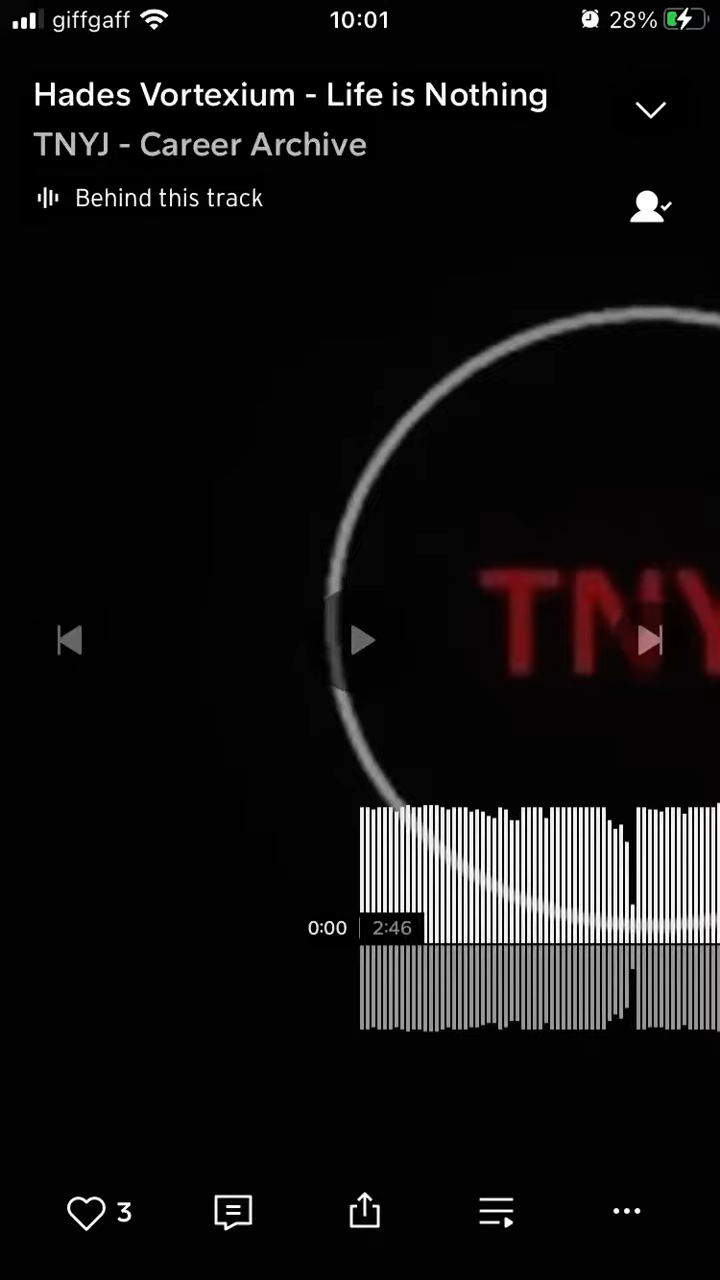 giffgaff 10:01 28%
Hades Vortexium - Life is Nothing
TNYJ - Career Archive
Behind this track
TNY
0:00 2:46
3